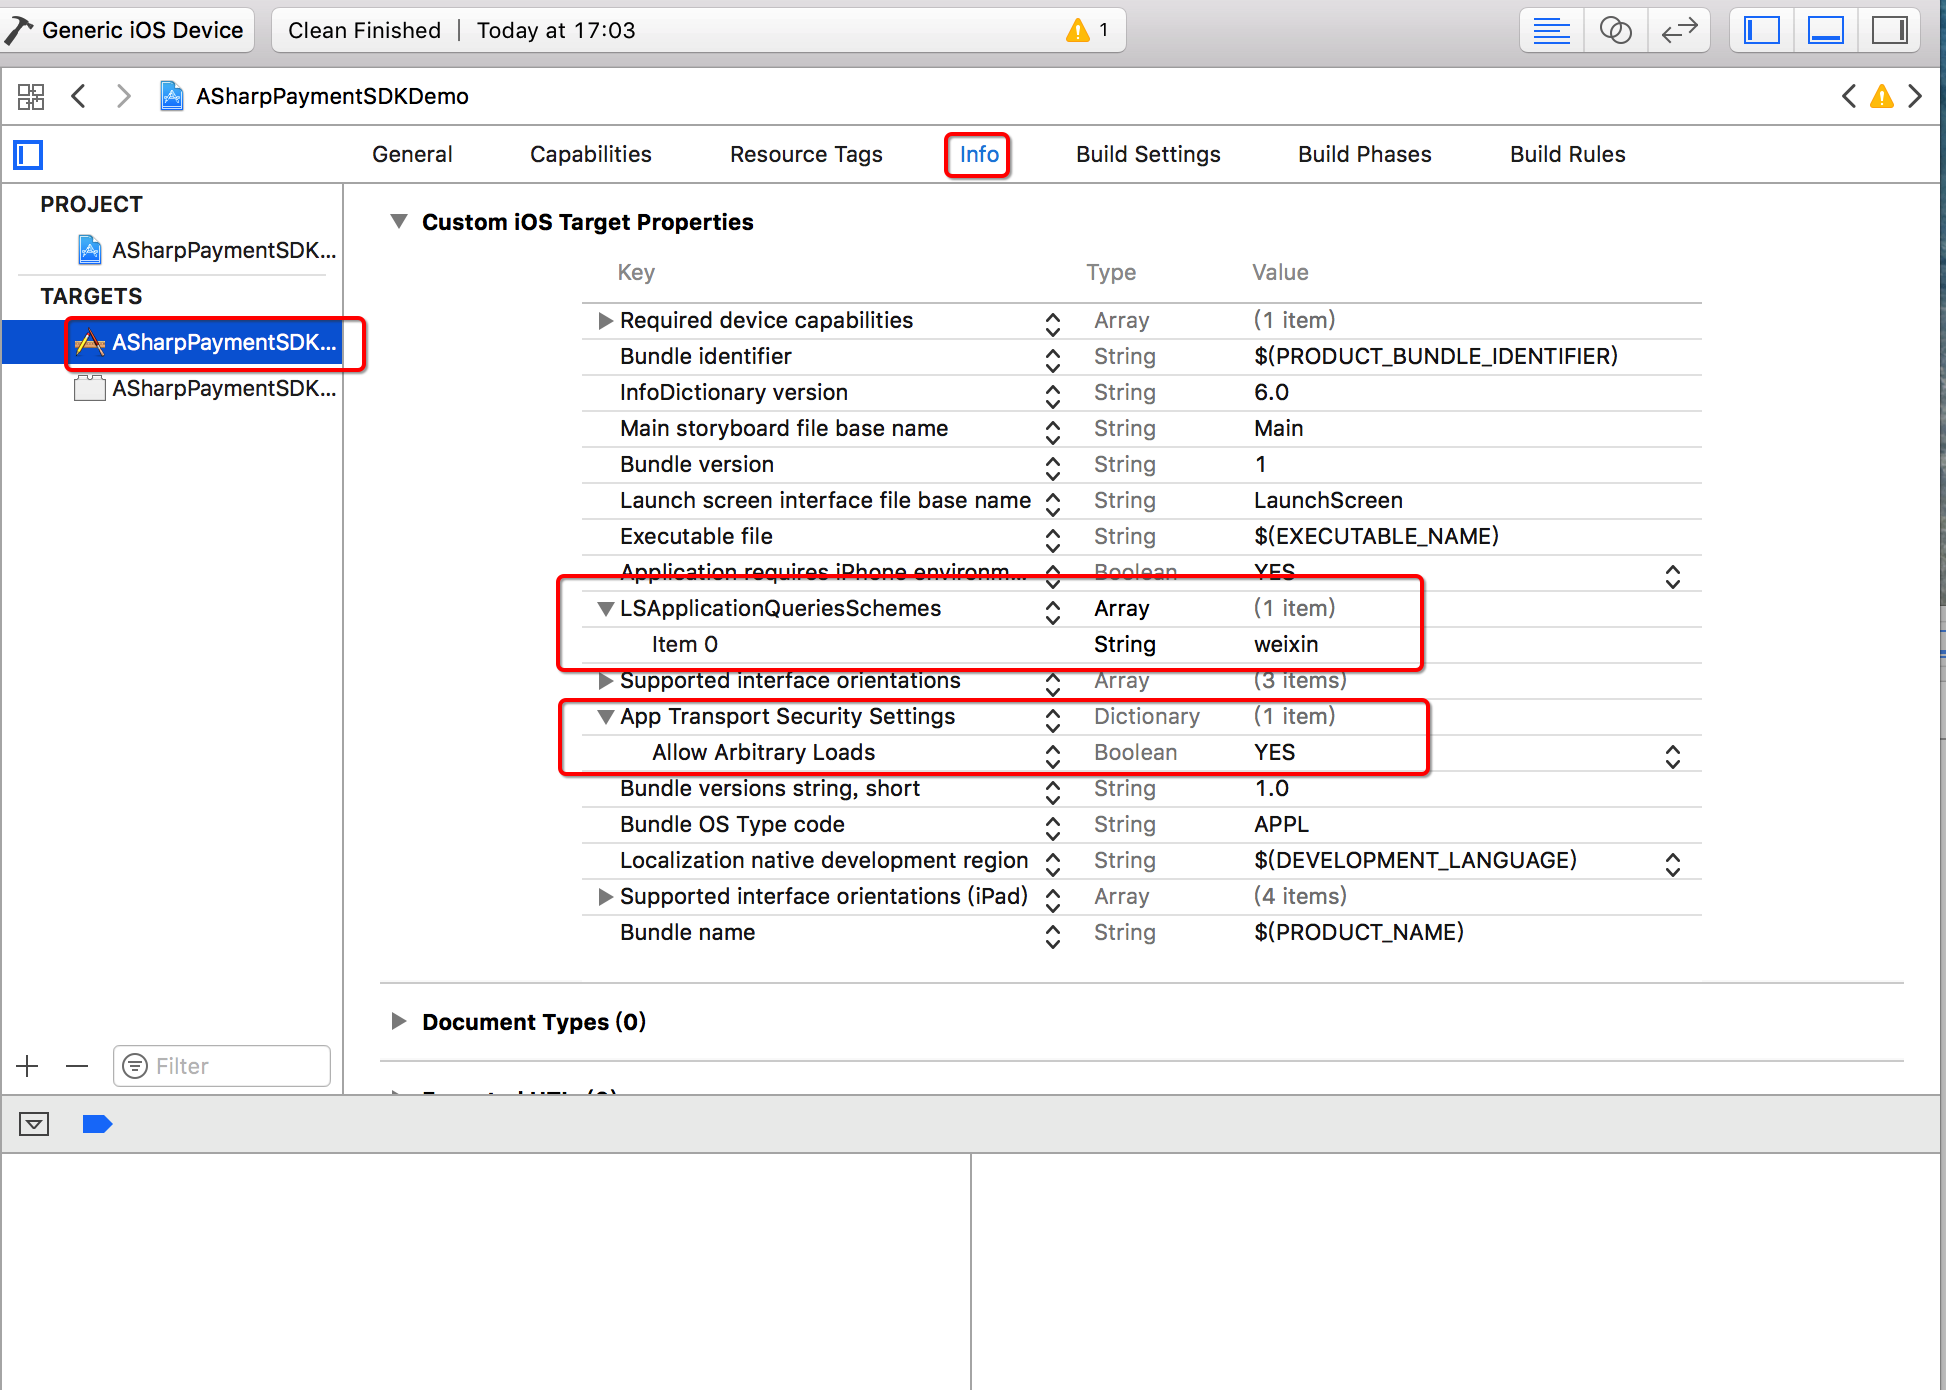 Generic iOS Device
Clean Finished | Today at 17:03
1
ASharpPaymentSDKDemo
General
Capabilities
Resource Tags
Info
Build Settings
Build Phases
Build Rules
PROJECT
ASharpPaymentSDK...
TARGETS
ASharpPaymentSDK...
ASharpPaymentSDK...
Filter
Custom iOS Target Properties
Key Type Value
Required device capabilities Array (1 item)
Bundle identifier String $(PRODUCT_BUNDLE_IDENTIFIER)
InfoDictionary version String 6.0
Main storyboard file base name String Main
Bundle version String 1
Launch screen interface file base name String LaunchScreen
Executable file String $(EXECUTABLE_NAME)
Application requires iPhone environm... Boolean YES
LSApplicationQueriesSchemes Array (1 item)
Item 0 String weixin
Supported interface orientations Array (3 items)
App Transport Security Settings Dictionary (1 item)
Allow Arbitrary Loads Boolean YES
Bundle versions string, short String 1.0
Bundle OS Type code String APPL
Localization native development region String $(DEVELOPMENT_LANGUAGE)
Supported interface orientations (iPad) Array (4 items)
Bundle name String $(PRODUCT_NAME)
Document Types (0)